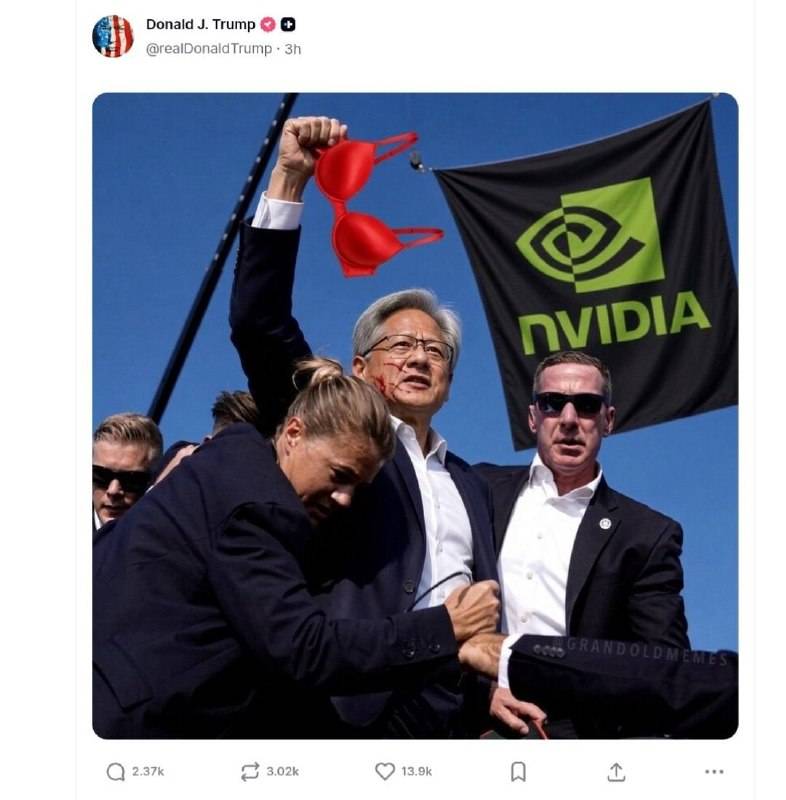 Donald J. Trump
@realDonaldTrump · 3h
NVIDIA
GRANDOLDMEMES
2.37k 3.02k 13.9k